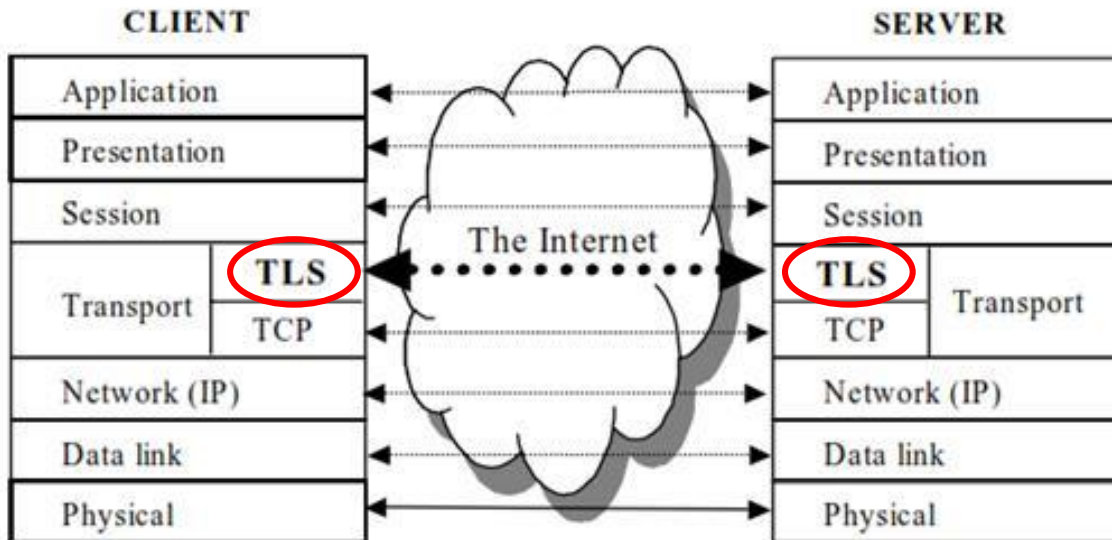 CLIENT
SERVER
Application
Application
Presentation
Presentation
Session
Session
The Internet
TLS
TLS
Transport
Transport
TCP
TCP
Network (IP)
Network (IP)
Data link
Data link
Physical
Physical